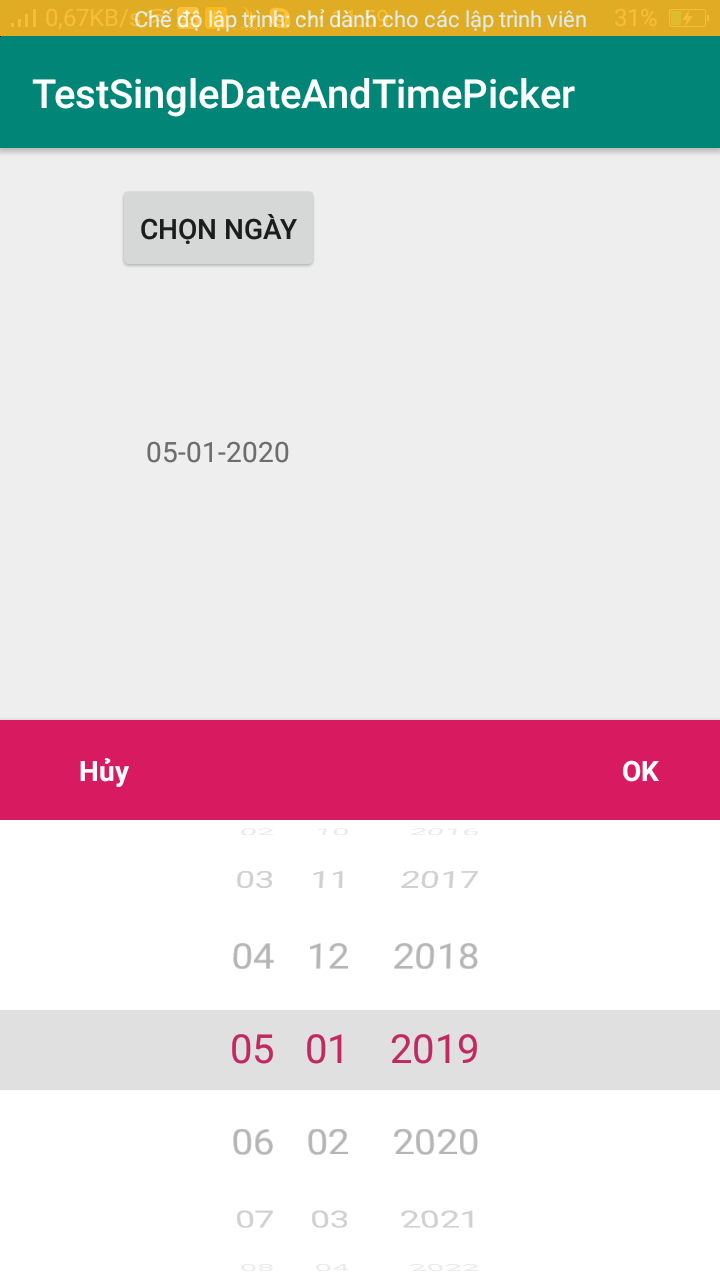 0,67KB/s Chế độ lập trình: chỉ dành cho các lập trình viên 31%
TestSingleDateAndTimePicker
CHỌN NGÀY
05-01-2020
Hủy OK
02 10 2016
03 11 2017
04 12 2018
05 01 2019
06 02 2020
07 03 2021
08 04 2022